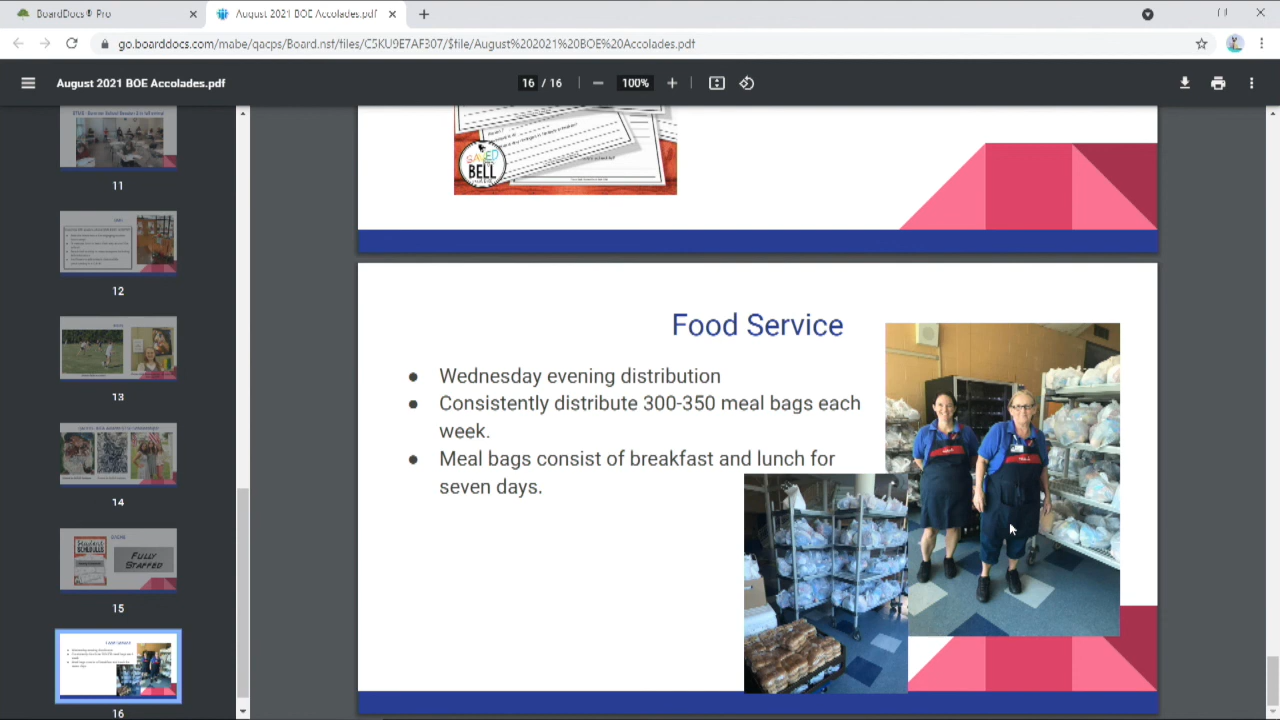 BoardDocs® Pro
August 2021 BOE Accolades.pdf
go.boarddocs.com/mabe/qacps/Board.nsf/files/C5KU9E7AF307/$file/August%202021%20BOE%20Accolades.pdf
August 2021 BOE Accolades.pdf
16 / 16
100%
11
12
13
14
FULLY
STAFFED
15
16
SAVED
BELL
Food Service
● Wednesday evening distribution
● Consistently distribute 300-350 meal bags each
week.
● Meal bags consist of breakfast and lunch for
seven days.